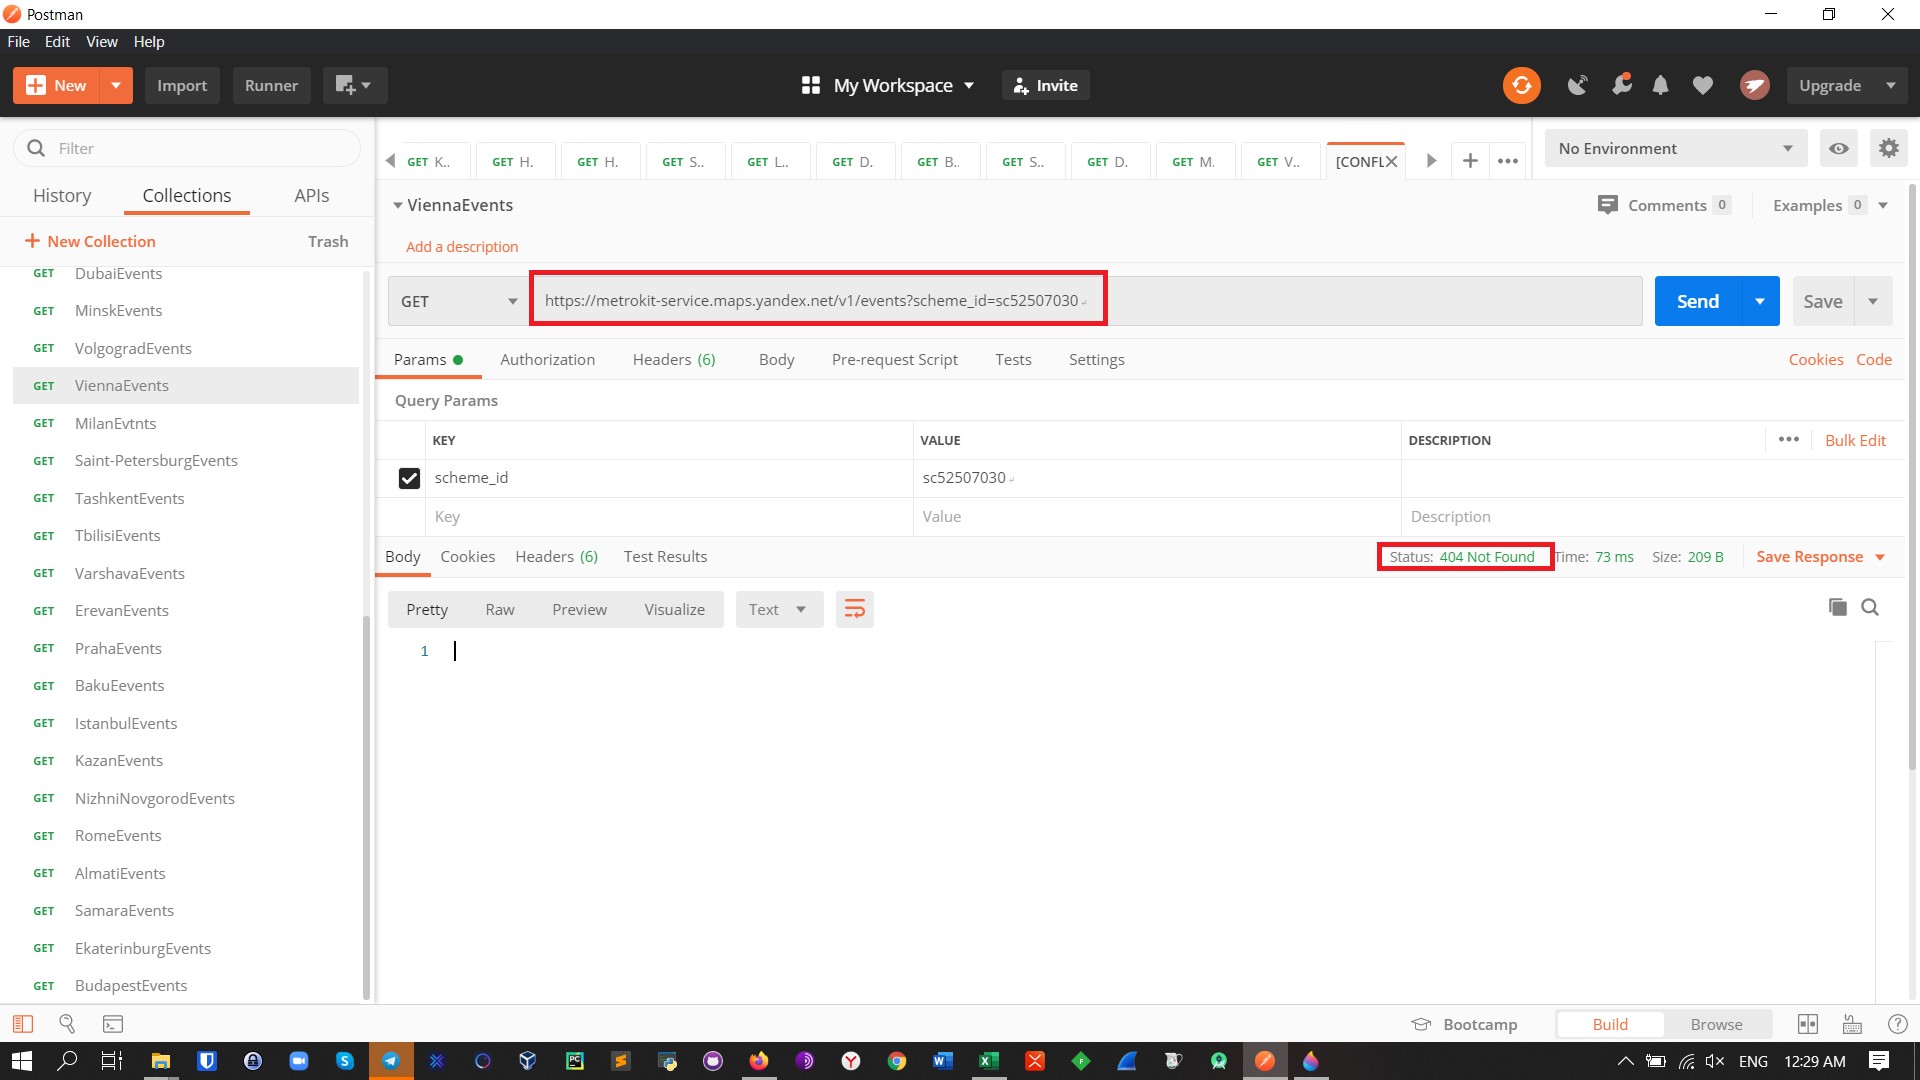 Postman
File Edit View Help
New Import Runner My Workspace Invite Upgrade
Filter
GET K.. GET H. GET H. GET S.. GET L.. GET D. GET B.. GET S.. GET D. GET M. GET V.. [CONFL
No Environment
History Collections APIs
ViennaEvents
Comments 0 Examples 0
New Collection Trash
Add a description
GET DubaiEvents
GET MinskEvents
GET VolgogradEvents
GET ViennaEvents
GET MilanEvtnts
GET Saint-PetersburgEvents
GET TashkentEvents
GET TbilisiEvents
GET VarshavaEvents
GET ErevanEvents
GET PrahaEvents
GET BakuEevents
GET IstanbulEvents
GET KazanEvents
GET NizhniNovgorodEvents
GET RomeEvents
GET AlmatiEvents
GET SamaraEvents
GET EkaterinburgEvents
GET BudapestEvents
GET https://metrokit-service.maps.yandex.net/v1/events?scheme_id=sc52507030 Send Save
Params Authorization Headers (6) Body Pre-request Script Tests Settings Cookies Code
Query Params
KEY VALUE DESCRIPTION Bulk Edit
scheme_id sc52507030
Key Value Description
Body Cookies Headers (6) Test Results Status: 404 Not Found Time: 73 ms Size: 209 B Save Response
Pretty Raw Preview Visualize Text
1
Bootcamp Build Browse
ENG 12:29 AM